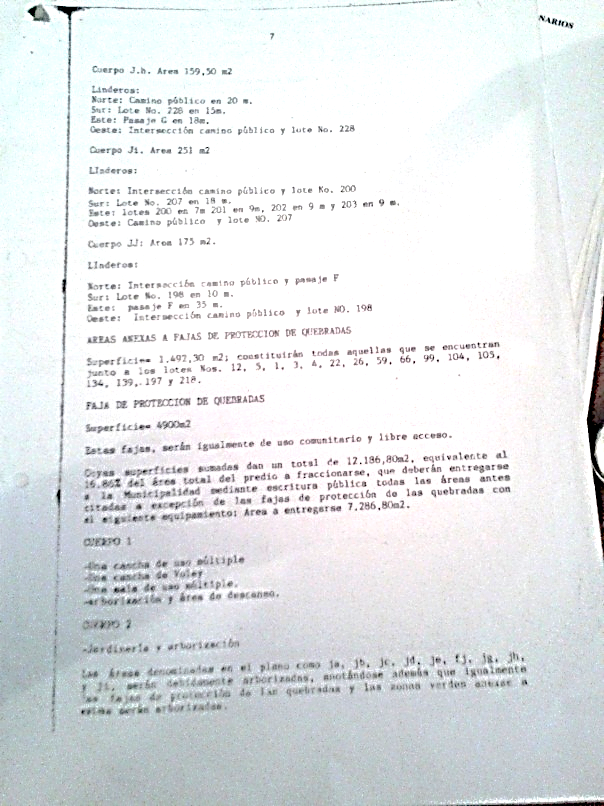 NARIOS
7
Cuerpo J.h. Area 159,50 m2
Linderos:
Norte: Camino público en 20 m.
Sur: Lote No. 228 en 15m.
Este: Pasaje G en 18m.
Oeste: Intersección camino público y lote No. 228
Cuerpo Ji. Area 251 m2
LInderos:
Norte: Intersección camino público y lote No. 200
Sur: Lote No. 207 en 18 m.
Este: lotes 200 en 7m 201 en 9m, 202 en 9 m y 203 en 9 m.
Oeste: Camino público y lote NO. 207
Cuerpo JJ: Area 175 m2.
LInderos:
Norte: Intersección camino público y pasaje F
Sur: Lote No. 198 en 10 m.
Este: pasaje F en 35 m.
Oeste: Intersección camino público y lote NO. 198
AREAS ANEXAS A FAJAS DE PROTECCION DE QUEBRADAS
Superficie= 1.492,30 m2; constituirán todas aquellas que se encuentran
junto a los lotes Nos. 12, 5, 1, 3, 4, 22, 26, 59, 66, 99, 104, 105,
134, 139, 197 y 218.
FAJA DE PROTECCION DE QUEBRADAS
Superficie= 4900m2
Estas fajas, serán igualmente de uso comunitario y libre acceso.
Cuyas superficies sumadas dan un total de 12.186,80m2, equivalente al
16.86% del área total del predio a fraccionarse, que deberán entregarse
a la Municipalidad mediante escritura pública todas las áreas antes
citadas a excepción de las fajas de protección de las quebradas con
el siguiente equipamiento: Area a entregarse 7.286,80m2.
CUERPO 1
-Una cancha de uso múltiple
-Una cancha de Voley
-Una sala de uso múltiple.
-arborización y área de descanso.
CUERPO 2
-Jardinería y arborización
Las áreas denominadas en el plano como ja, jb, jc, jd, je, fj, jg, jh,
y ji, serán debidamente arborizadas, anotándose además que igualmente
las fajas de protección de las quebradas y las zonas verdes anexas a
estas serán arborizadas.